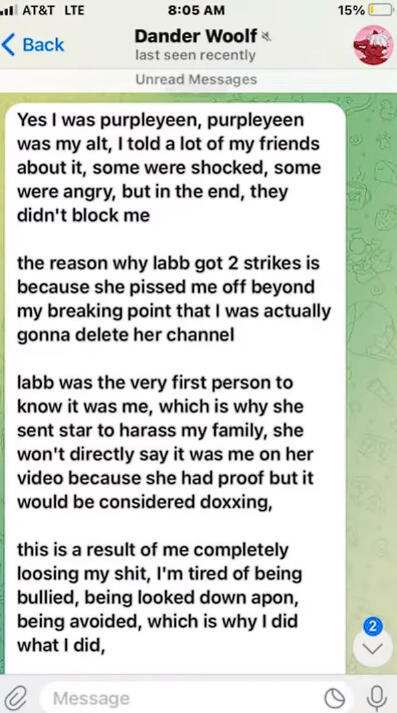 AT&T LTE 8:05 AM 15%
Back Dander Woolf
last seen recently
Unread Messages
Yes I was purpleyeen, purpleyeen
was my alt, I told a lot of my friends
about it, some were shocked, some
were angry, but in the end, they
didn't block me
the reason why labb got 2 strikes is
because she pissed me off beyond
my breaking point that I was actually
gonna delete her channel
labb was the very first person to
know it was me, which is why she
sent star to harass my family, she
won't directly say it was me on her
video because she had proof but it
would be considered doxxing,
this is a result of me completely
loosing my shit, I'm tired of being
bullied, being looked down apon,
being avoided, which is why I did
what I did,
2
Message